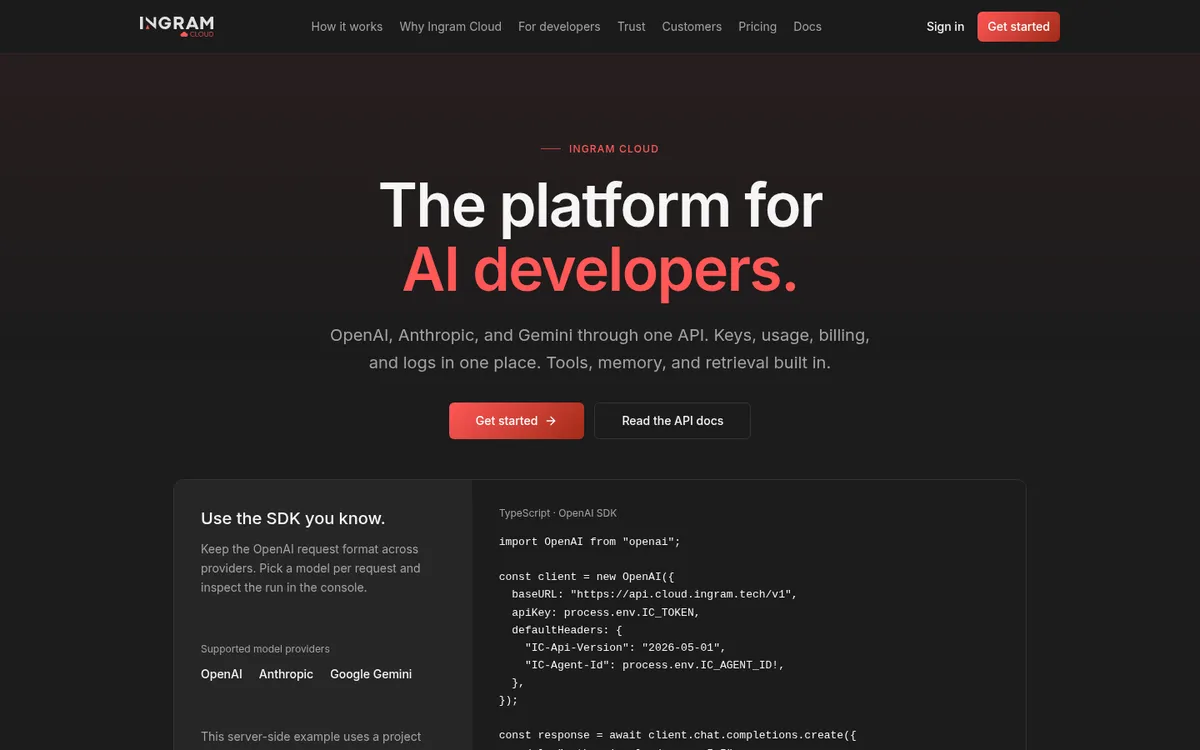 INGRAM
CLOUD
How it works
Why Ingram Cloud
For developers
Trust
Customers
Pricing
Docs
Sign in
Get started
INGRAM CLOUD
The platform for
AI developers.
OpenAI, Anthropic, and Gemini through one API. Keys, usage, billing,
and logs in one place. Tools, memory, and retrieval built in.
Get started →
Read the API docs
Use the SDK you know.
Keep the OpenAI request format across
providers. Pick a model per request and
inspect the run in the console.
Supported model providers
OpenAI Anthropic Google Gemini
This server-side example uses a project
TypeScript · OpenAI SDK
import OpenAI from "openai";
const client = new OpenAI({
baseURL: "https://api.cloud.ingram.tech/v1",
apiKey: process.env.IC_TOKEN,
defaultHeaders: {
"IC-Api-Version": "2026-05-01",
"IC-Agent-Id": process.env.IC_AGENT_ID!,
},
});
const response = await client.chat.completions.create({